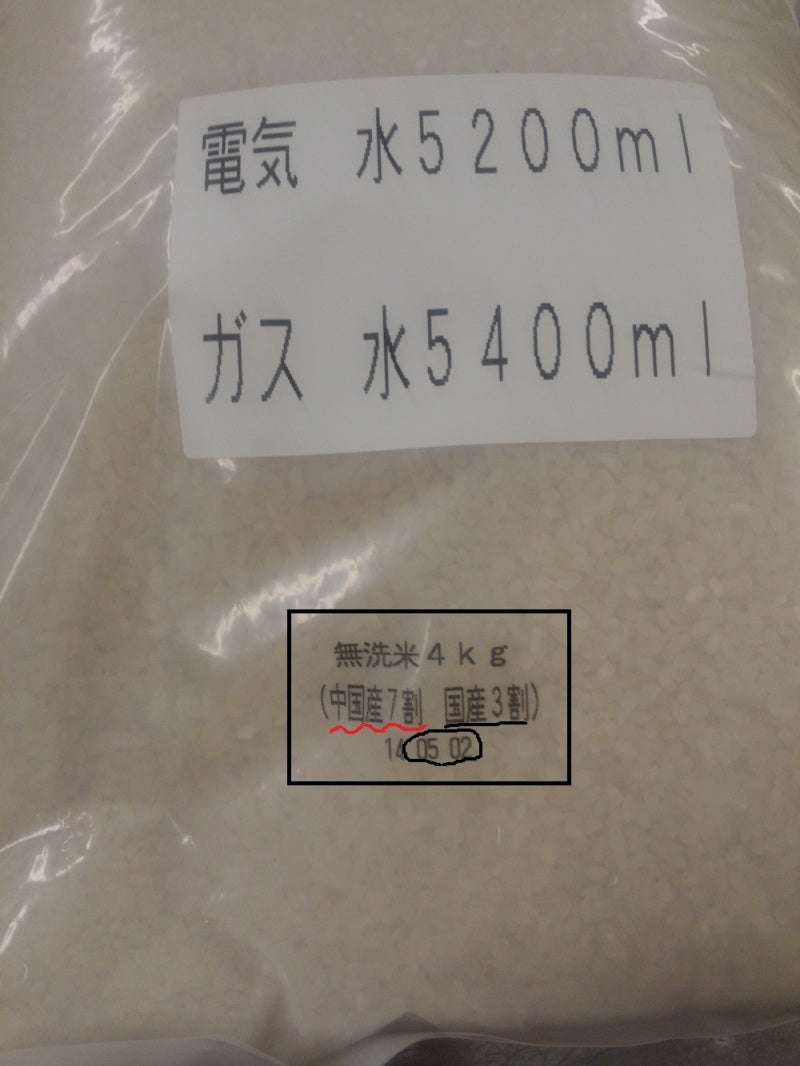 電気　水５２００ｍｌ
ガス　水５４００ｍｌ
無洗米４ｋｇ
（中国産７割　国産３割）
14 05 02